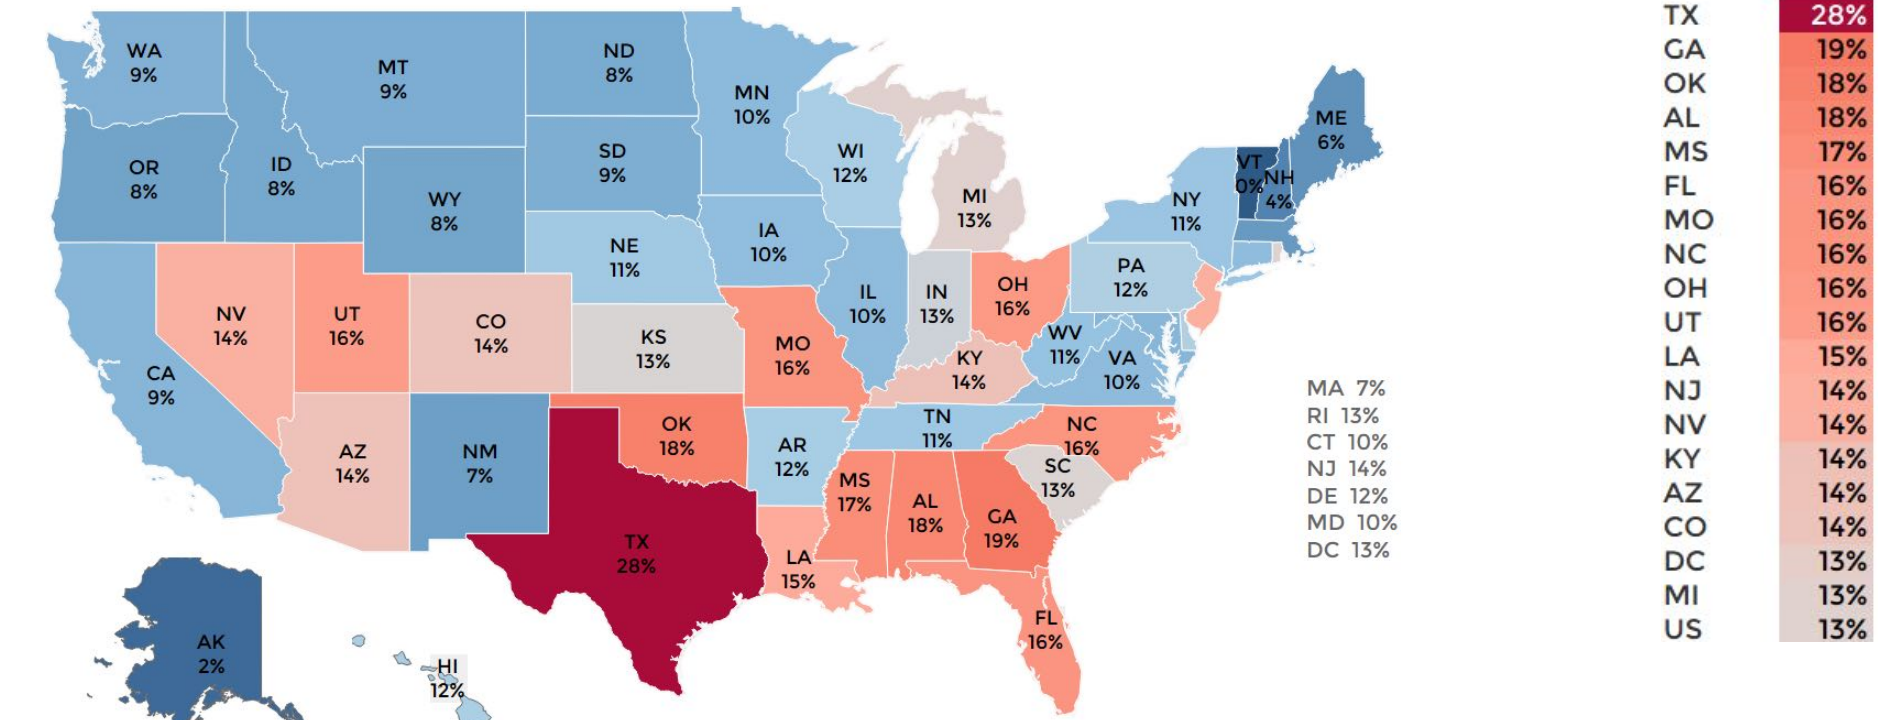 WA
9%
MT
9%
ND
8%
MN
10%
OR
8%
ID
8%
WY
8%
SD
9%
WI
12%
MI
13%
NE
11%
IA
10%
NY
11%
VT
0%
NH
4%
ME
6%
CA
9%
NV
14%
UT
16%
CO
14%
KS
13%
MO
16%
IL
10%
IN
13%
OH
16%
PA
12%
WV
11%
VA
10%
KY
14%
AZ
14%
NM
7%
OK
18%
AR
12%
TN
11%
NC
16%
SC
13%
TX
28%
LA
15%
MS
17%
AL
18%
GA
19%
FL
16%
AK
2%
HI
12%
MA 7%
RI 13%
CT 10%
NJ 14%
DE 12%
MD 10%
DC 13%
TX 28%
GA 19%
OK 18%
AL 18%
MS 17%
FL 16%
MO 16%
NC 16%
OH 16%
UT 16%
LA 15%
NJ 14%
NV 14%
KY 14%
AZ 14%
CO 14%
DC 13%
MI 13%
US 13%